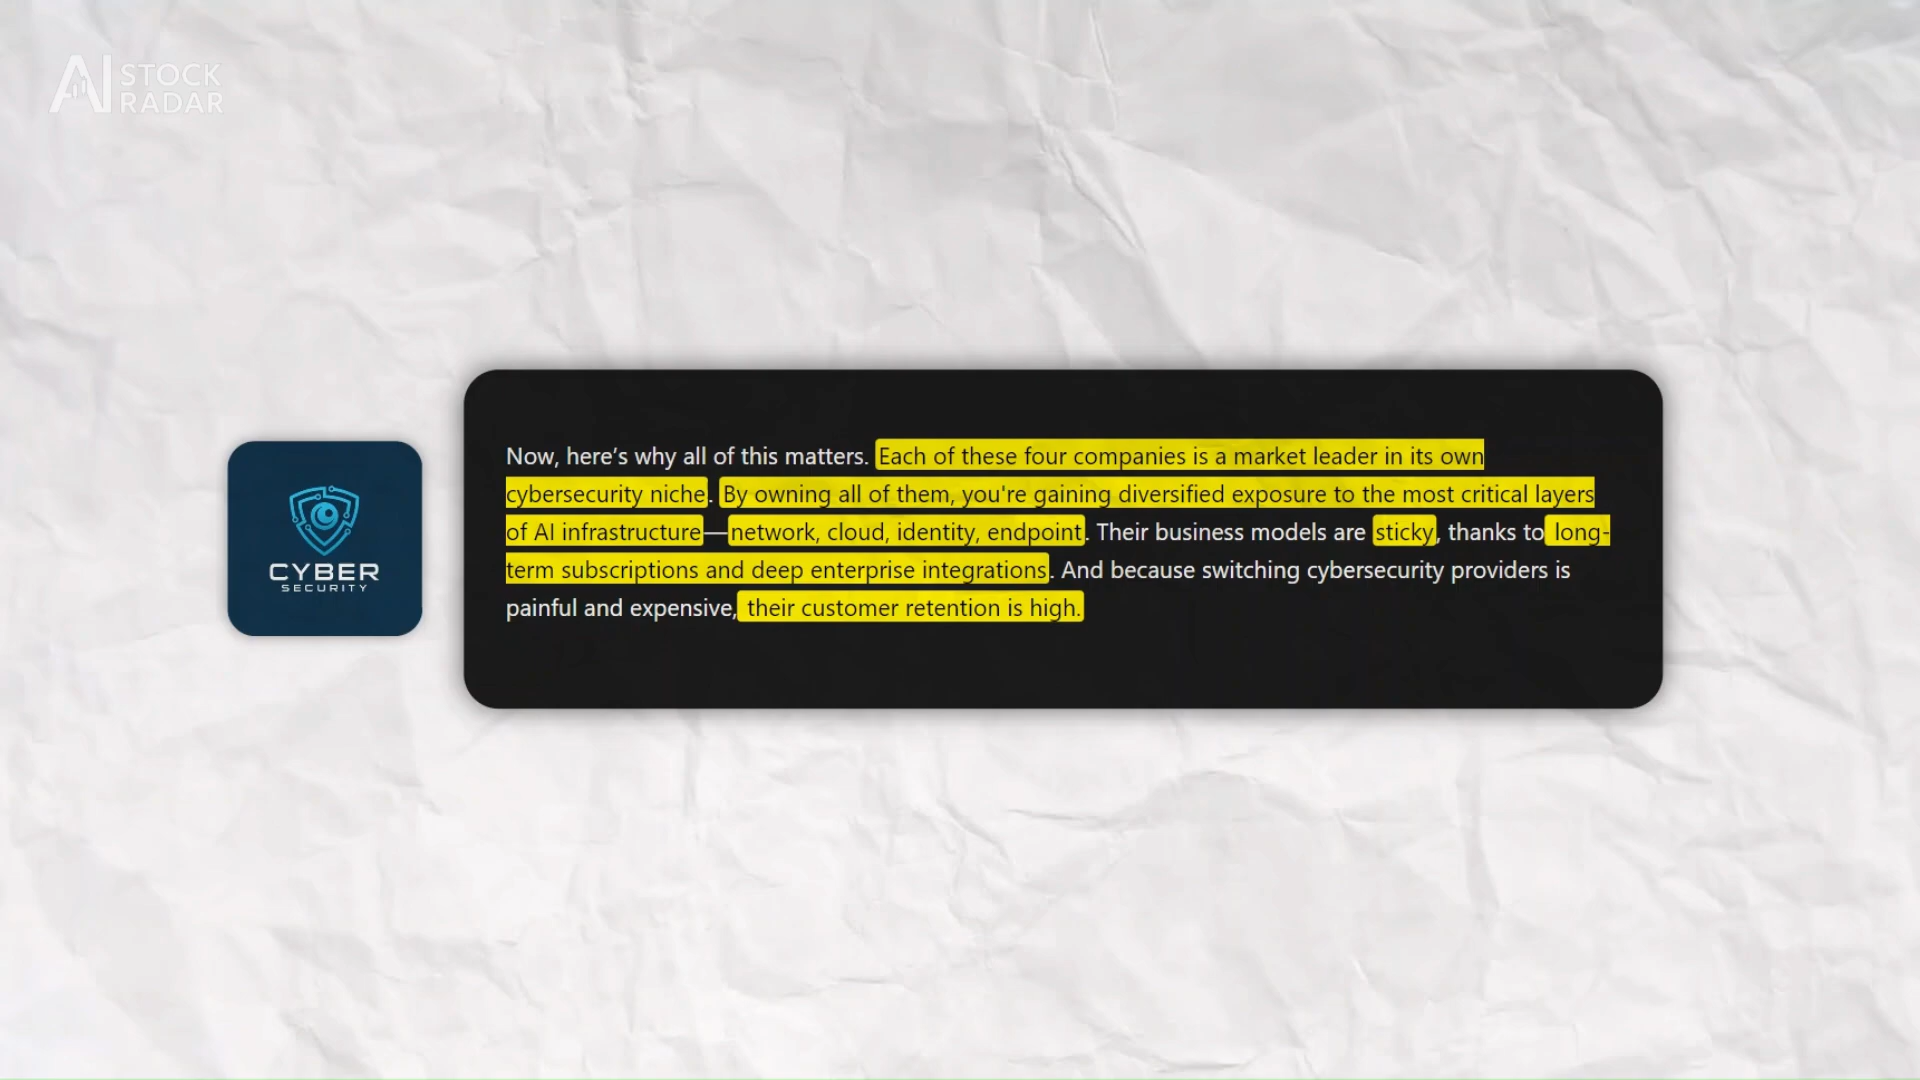 AI STOCK
RADAR
CYBER
SECURITY
Now, here’s why all of this matters. Each of these four companies is a market leader in its own
cybersecurity niche. By owning all of them, you're gaining diversified exposure to the most critical layers
of AI infrastructure—network, cloud, identity, endpoint. Their business models are sticky, thanks to long-
term subscriptions and deep enterprise integrations. And because switching cybersecurity providers is
painful and expensive, their customer retention is high.